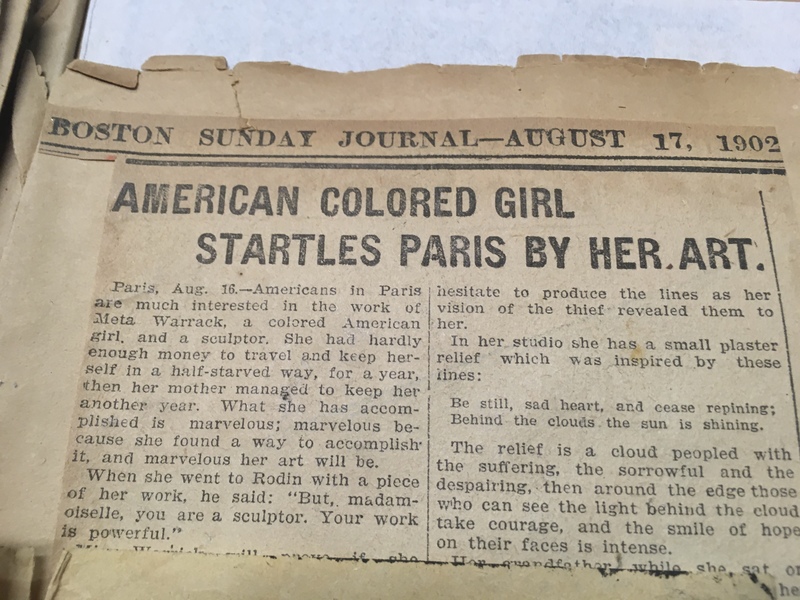 BOSTON SUNDAY JOURNAL—AUGUST 17, 1902
AMERICAN COLORED GIRL
STARTLES PARIS BY HER ART.
Paris, Aug. 16.—Americans in Paris
are much interested in the work of
Meta Warrack, a colored American
girl, and a sculptor. She had hardly
enough money to travel and keep her-
self in a half-starved way, for a year,
then her mother managed to keep her
another year. What she has accom-
plished is marvelous; marvelous be-
cause she found a way to accomplish
it, and marvelous her art will be.
When she went to Rodin with a piece
of her work, he said: "But, madam-
oiselle, you are a sculptor. Your work
is powerful."
hesitate to produce the lines as her
vision of the thief revealed them to
her.
In her studio she has a small plaster
relief which was inspired by these
lines:
Be still, sad heart, and cease repining;
Behind the clouds the sun is shining.
The relief is a cloud peopled with
the suffering, the sorrowful and the
despairing, then around the edge those
who can see the light behind the cloud
take courage, and the smile of hope
on their faces is intense.
Her grandfather, while she sat on
he